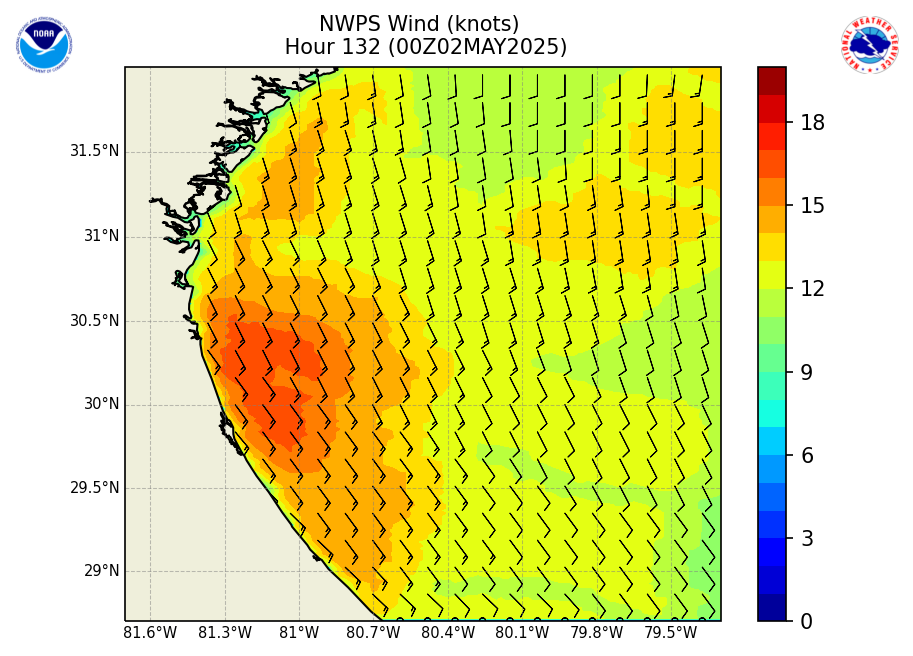 NWPS Wind (knots)
Hour 132 (00Z02MAY2025)
NOAA
NATIONAL WEATHER SERVICE
31.5°N
31°N
30.5°N
30°N
29.5°N
29°N
81.6°W 81.3°W 81°W 80.7°W 80.4°W 80.1°W 79.8°W 79.5°W
18
15
12
9
6
3
0